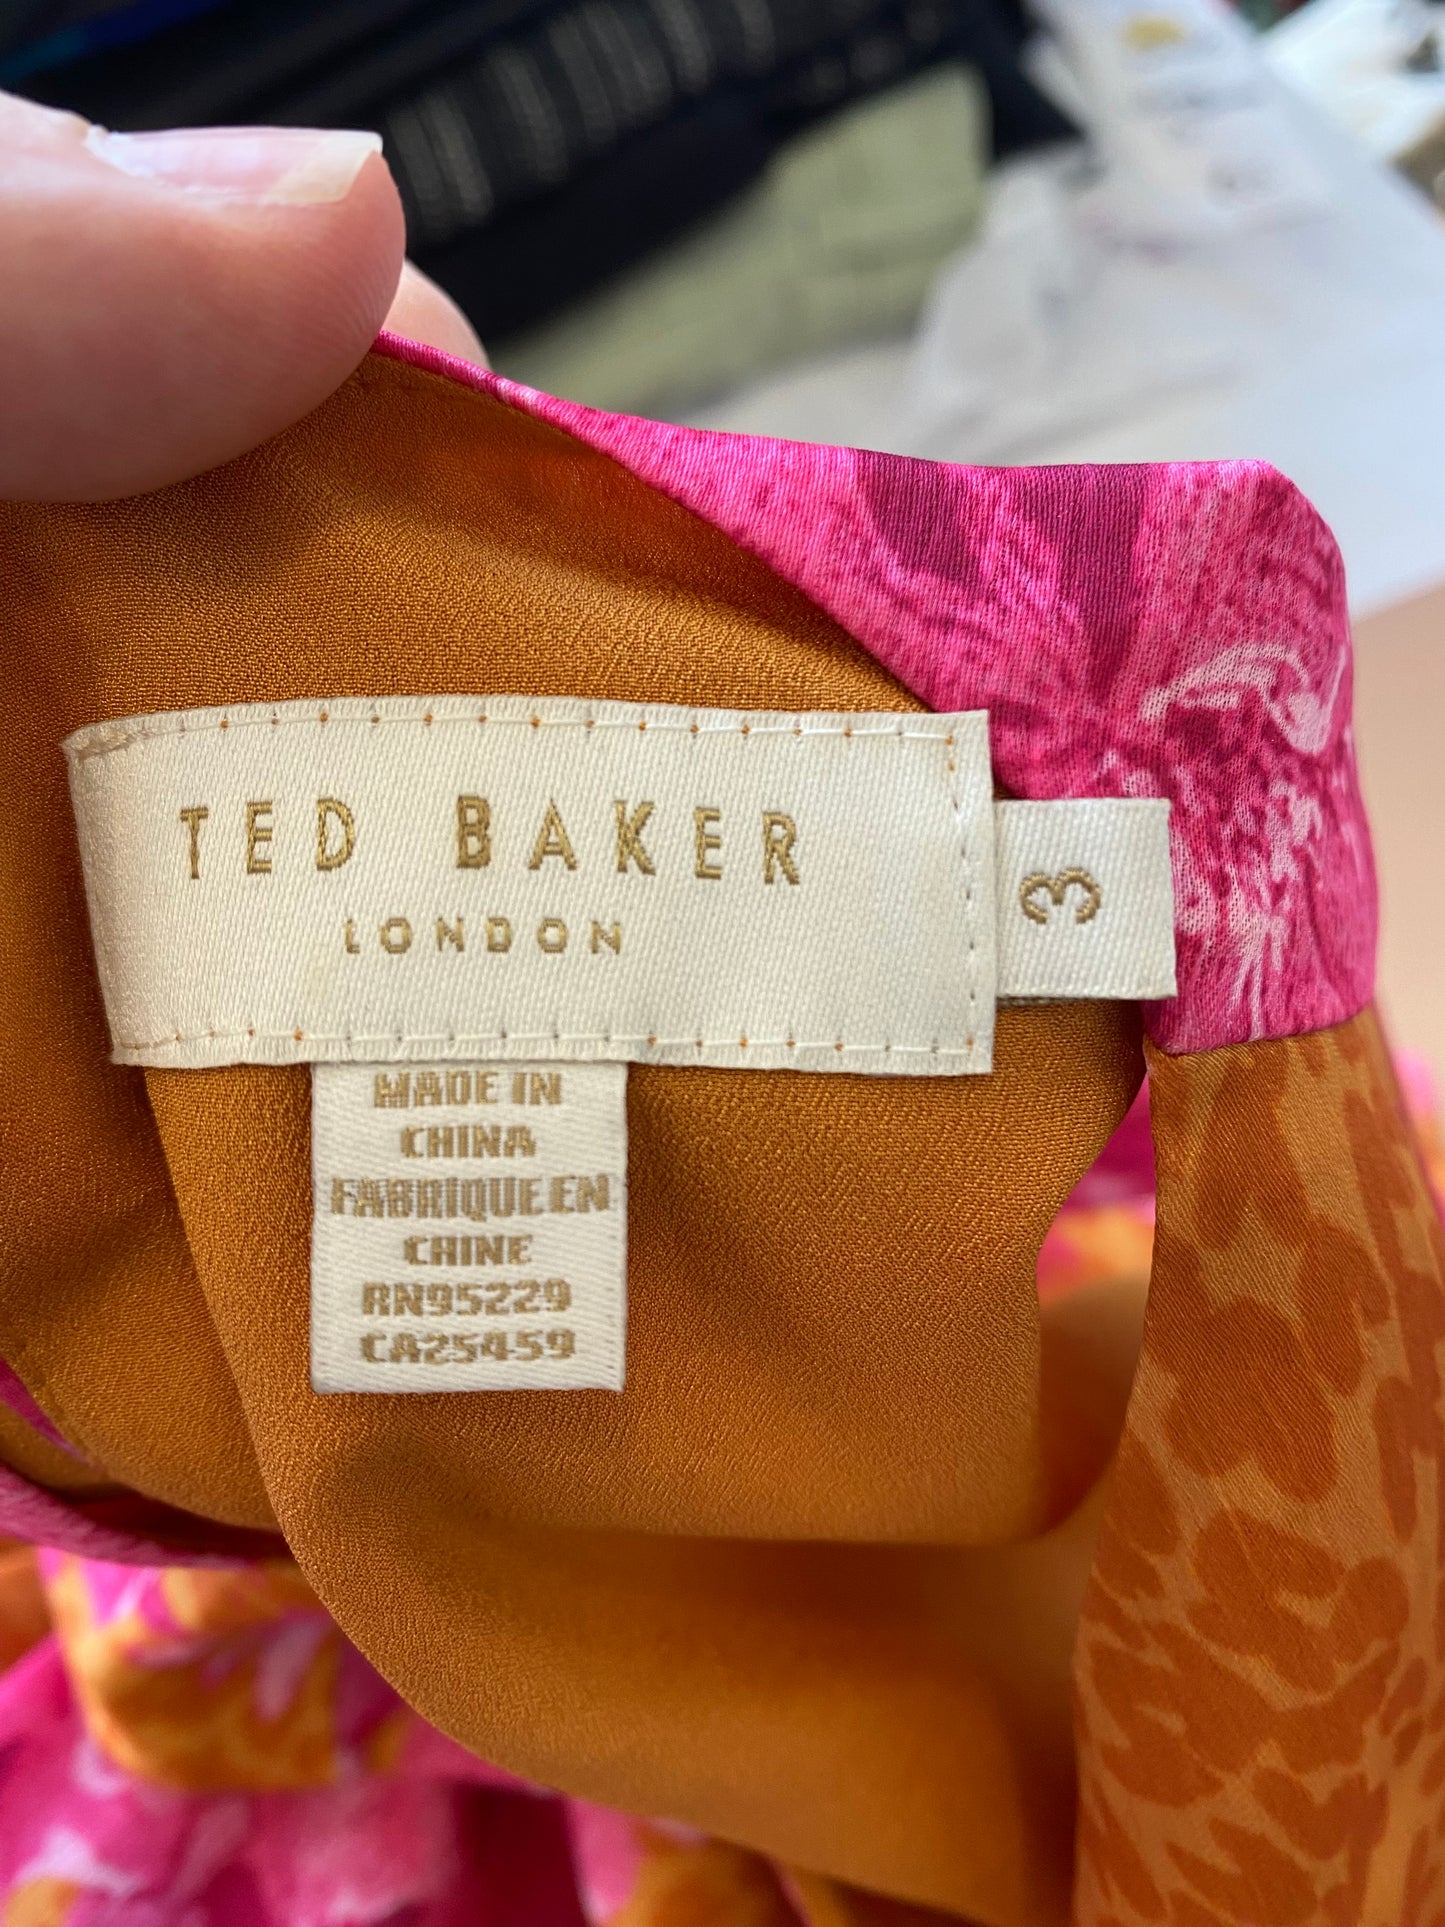 TED BAKER
LONDON
3
MADE IN
CHINA
FABRIQUE EN
CHINE
RN95229
CA25459